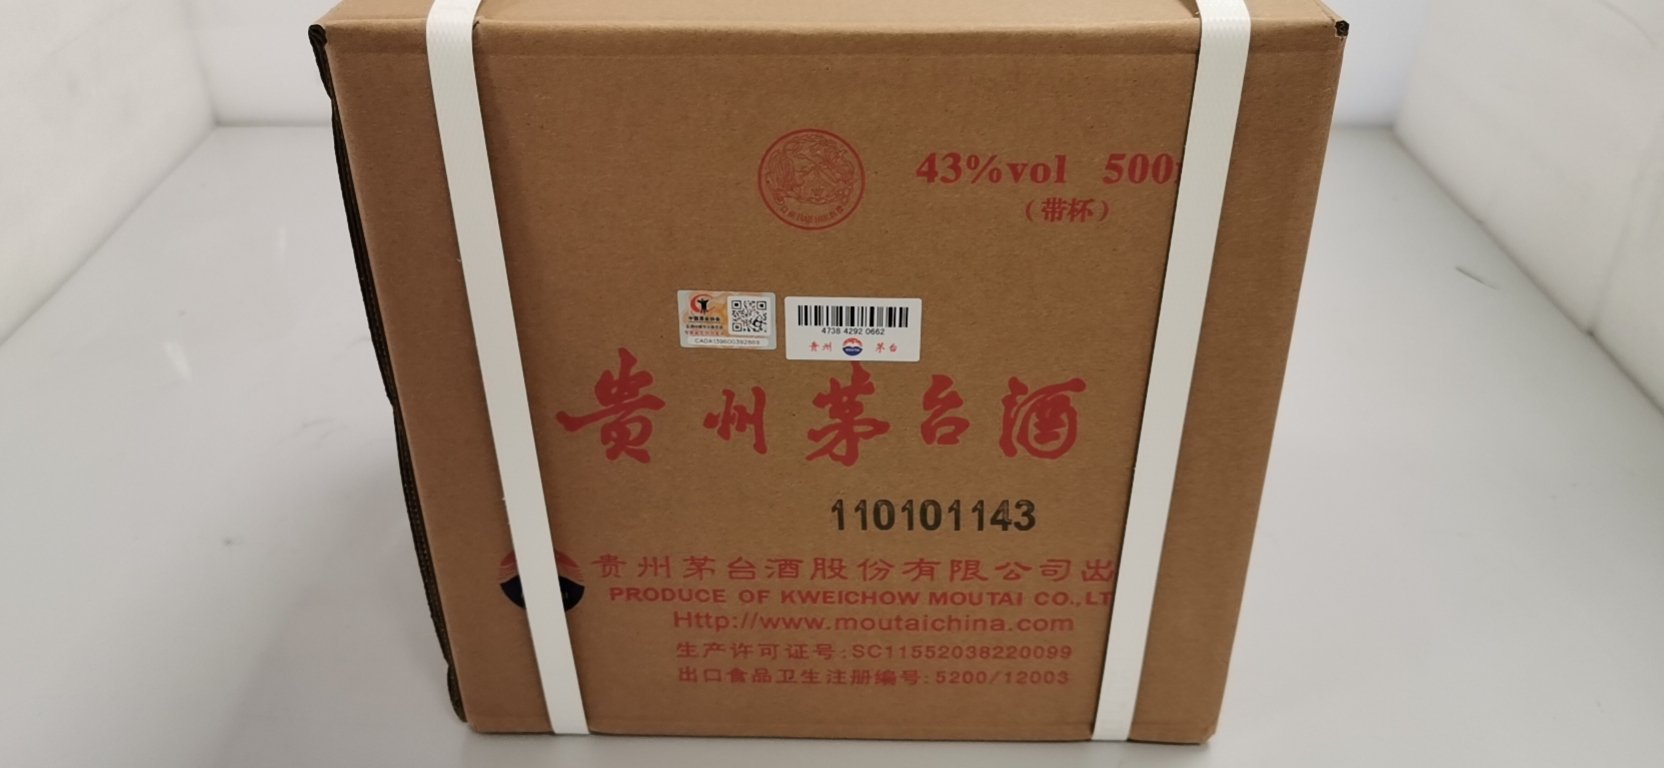 43%vol 500
（带杯）
4738 4292 0662
贵州 茅台
贵州茅台酒
110101143
贵州茅台酒股份有限公司出
PRODUCE OF KWEICHOW MOUTAI CO.,LT
Http://www.moutaichina.com
生产许可证号:SC11552038220099
出口食品卫生注册编号:5200/12003